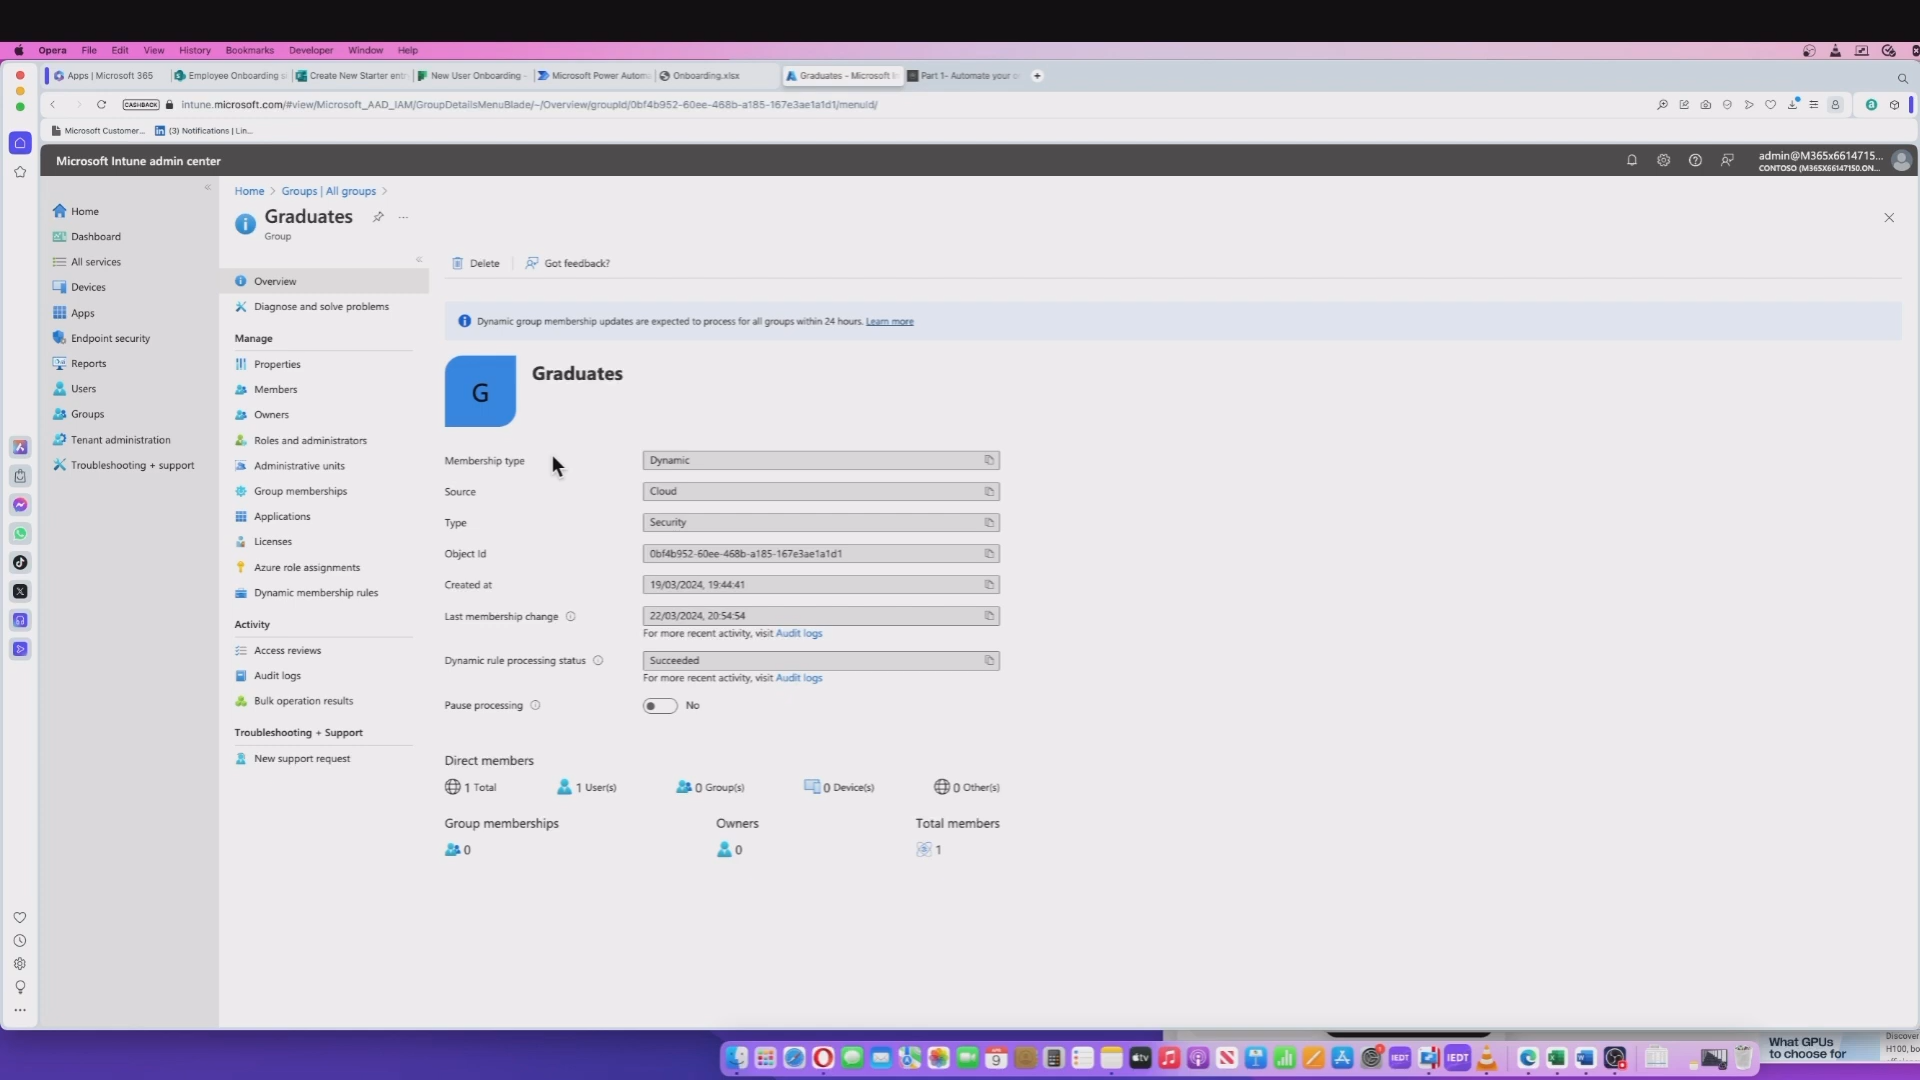 Opera File Edit View History Bookmarks Developer Window Help
Apps | Microsoft 365 Employee Onboarding Create New Starter New User Onboarding - Microsoft Power Autom Onboarding.xlsx Graduates - Microsoft Part 1- Automate your
CASHBACK intune.microsoft.com/#view/Microsoft_AAD_IAM/GroupDetailsMenuBlade/~/Overview/groupId/0bf4b952-60ee-468b-a185-167e3ae1a1d1/menuId/
Microsoft Customer... (3) Notifications | Lin...
Microsoft Intune admin center
admin@M365x6614715...
CONTOSO (M365X66147150.ON...
Home
Dashboard
All services
Devices
Apps
Endpoint security
Reports
Users
Groups
Tenant administration
Troubleshooting + support
Home > Groups | All groups >
Graduates
Group
Overview
Diagnose and solve problems
Manage
Properties
Members
Owners
Roles and administrators
Administrative units
Group memberships
Applications
Licenses
Azure role assignments
Dynamic membership rules
Activity
Access reviews
Audit logs
Bulk operation results
Troubleshooting + Support
New support request
Delete Got feedback?
Dynamic group membership updates are expected to process for all groups within 24 hours. Learn more
G
Graduates
Membership type Dynamic
Source Cloud
Type Security
Object Id 0bf4b952-60ee-468b-a185-167e3ae1a1d1
Created at 19/03/2024, 19:44:41
Last membership change 22/03/2024, 20:54:54
For more recent activity, visit Audit logs
Dynamic rule processing status Succeeded
For more recent activity, visit Audit logs
Pause processing No
Direct members
1 Total 1 User(s) 0 Group(s) 0 Device(s) 0 Other(s)
Group memberships Owners Total members
0 0 1
9
IEDT IEDT
What GPUs
to choose for
Discover
H100, bo